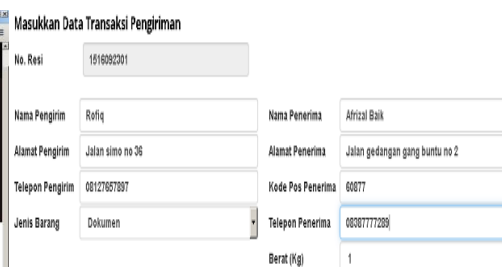 Masukkan Data Transaksi Pengiriman
No. Resi 1516092301
Nama Pengirim Rofiq Nama Penerima Afrizal Baik
Alamat Pengirim Jalan simo no 36 Alamat Penerima Jalan gedangan gang buntu no 2
Telepon Pengirim 08127657897 Kode Pos Penerima 60877
Jenis Barang Dokumen Telepon Penerima 08387777289
Berat (Kg) 1